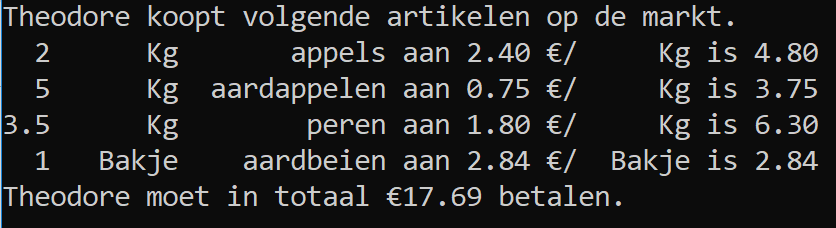 Theodore koopt volgende artikelen op de markt.
  2      Kg       appels aan 2.40 €/     Kg is 4.80
  5      Kg  aardappelen aan 0.75 €/     Kg is 3.75
3.5      Kg        peren aan 1.80 €/     Kg is 6.30
  1   Bakje    aardbeien aan 2.84 €/  Bakje is 2.84
Theodore moet in totaal €17.69 betalen.